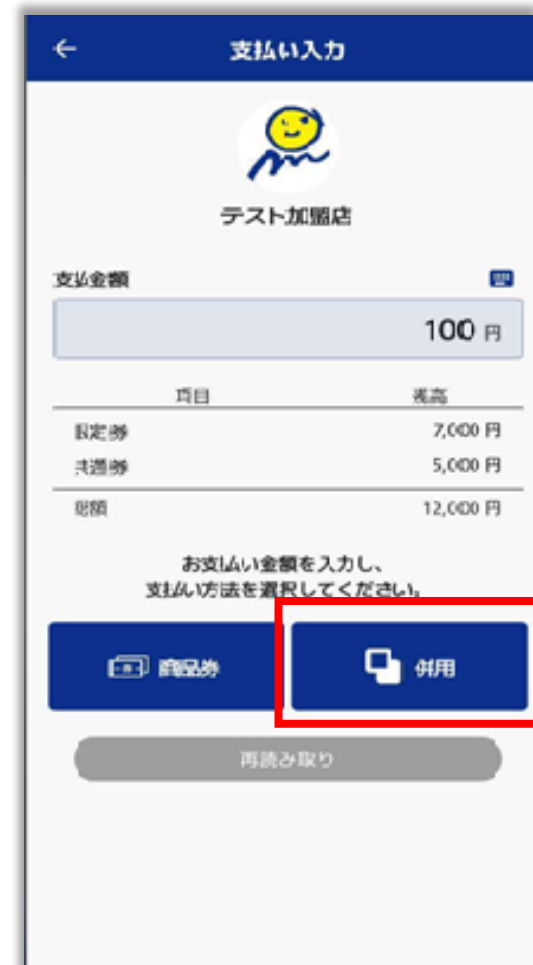 支払い入力
テスト加盟店
支払金額
100 円
項目 残高
限定券 7,000 円
共通券 5,000 円
総額 12,000 円
お支払い金額を入力し、
支払い方法を選択してください。
商品券 併用
再読み取り